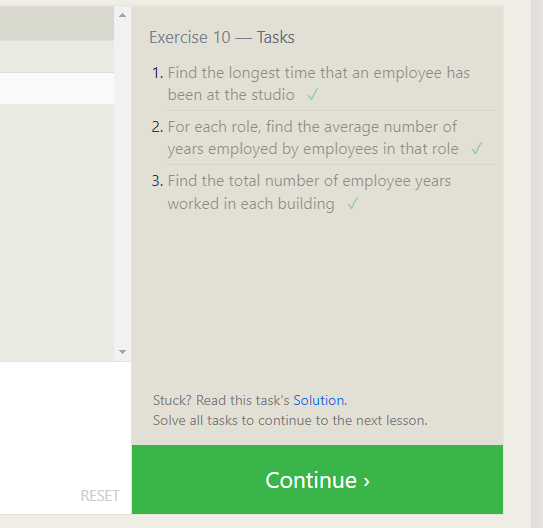 Exercise 10 — Tasks
1. Find the longest time that an employee has
been at the studio ✓
2. For each role, find the average number of
years employed by employees in that role ✓
3. Find the total number of employee years
worked in each building ✓
Stuck? Read this task's Solution.
Solve all tasks to continue to the next lesson.
RESET
Continue ›